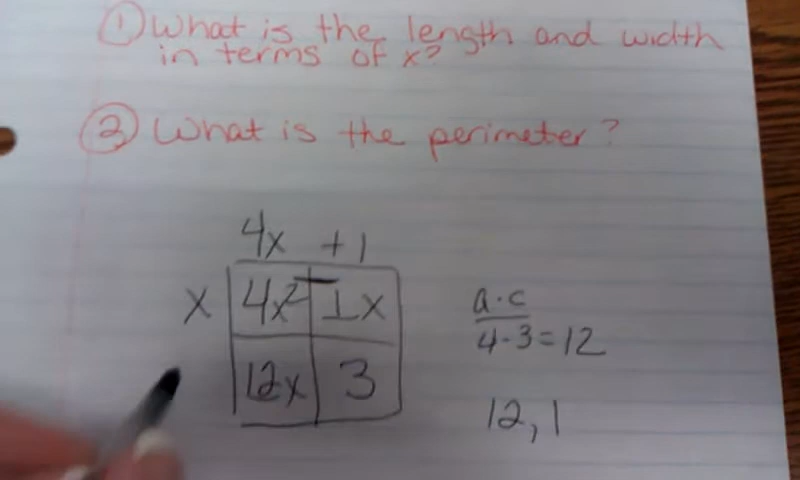 ① What is the length and width
in terms of x?
② What is the perimeter?
4x +1
x 4x² 1x
12x 3
a·c
4·3=12
12,1